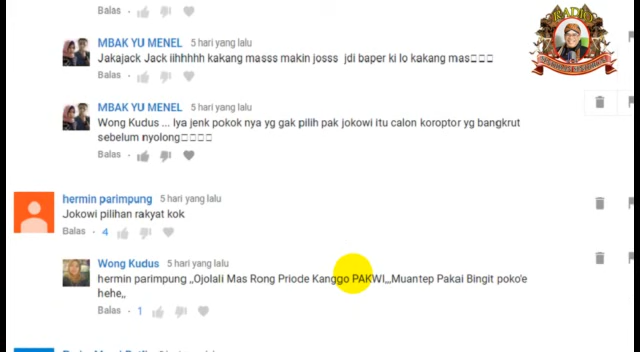 Balas
RADIO
MBAK YU MENEL 5 hari yang lalu
Jakajack Jack iihhhhh kakang masss makin josss jdi baper ki lo kakang mas□□□
Balas
MBAK YU MENEL 5 hari yang lalu
Wong Kudus ... Iya jenk pokok nya yg gak pilih pak jokowi itu calon koroptor yg bangkrut
sebelum nyolong□□□□
Balas
hermin parimpung 5 hari yang lalu
Jokowi pilihan rakyat kok
Balas 4
Wong Kudus 5 hari yang lalu
hermin parimpung ,,Ojolali Mas Rong Priode Kanggo PAKWI,,,Muantep Pakai Bingit poko'e
hehe,,
Balas 1